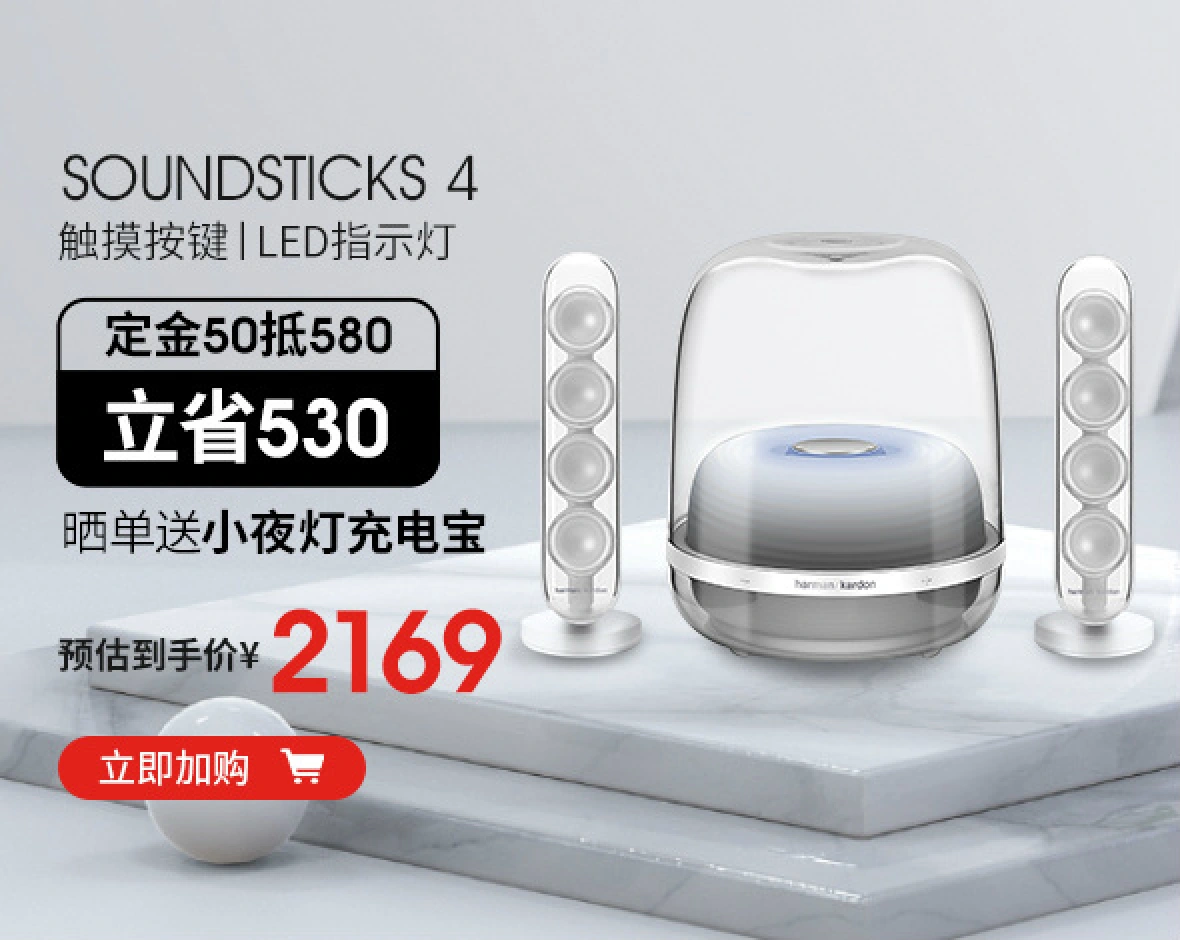 SOUNDSTICKS 4
触摸按键|LED指示灯
定金50抵580
立省530
晒单送小夜灯充电宝
预估到手价¥2169
立即加购
harman/kardon